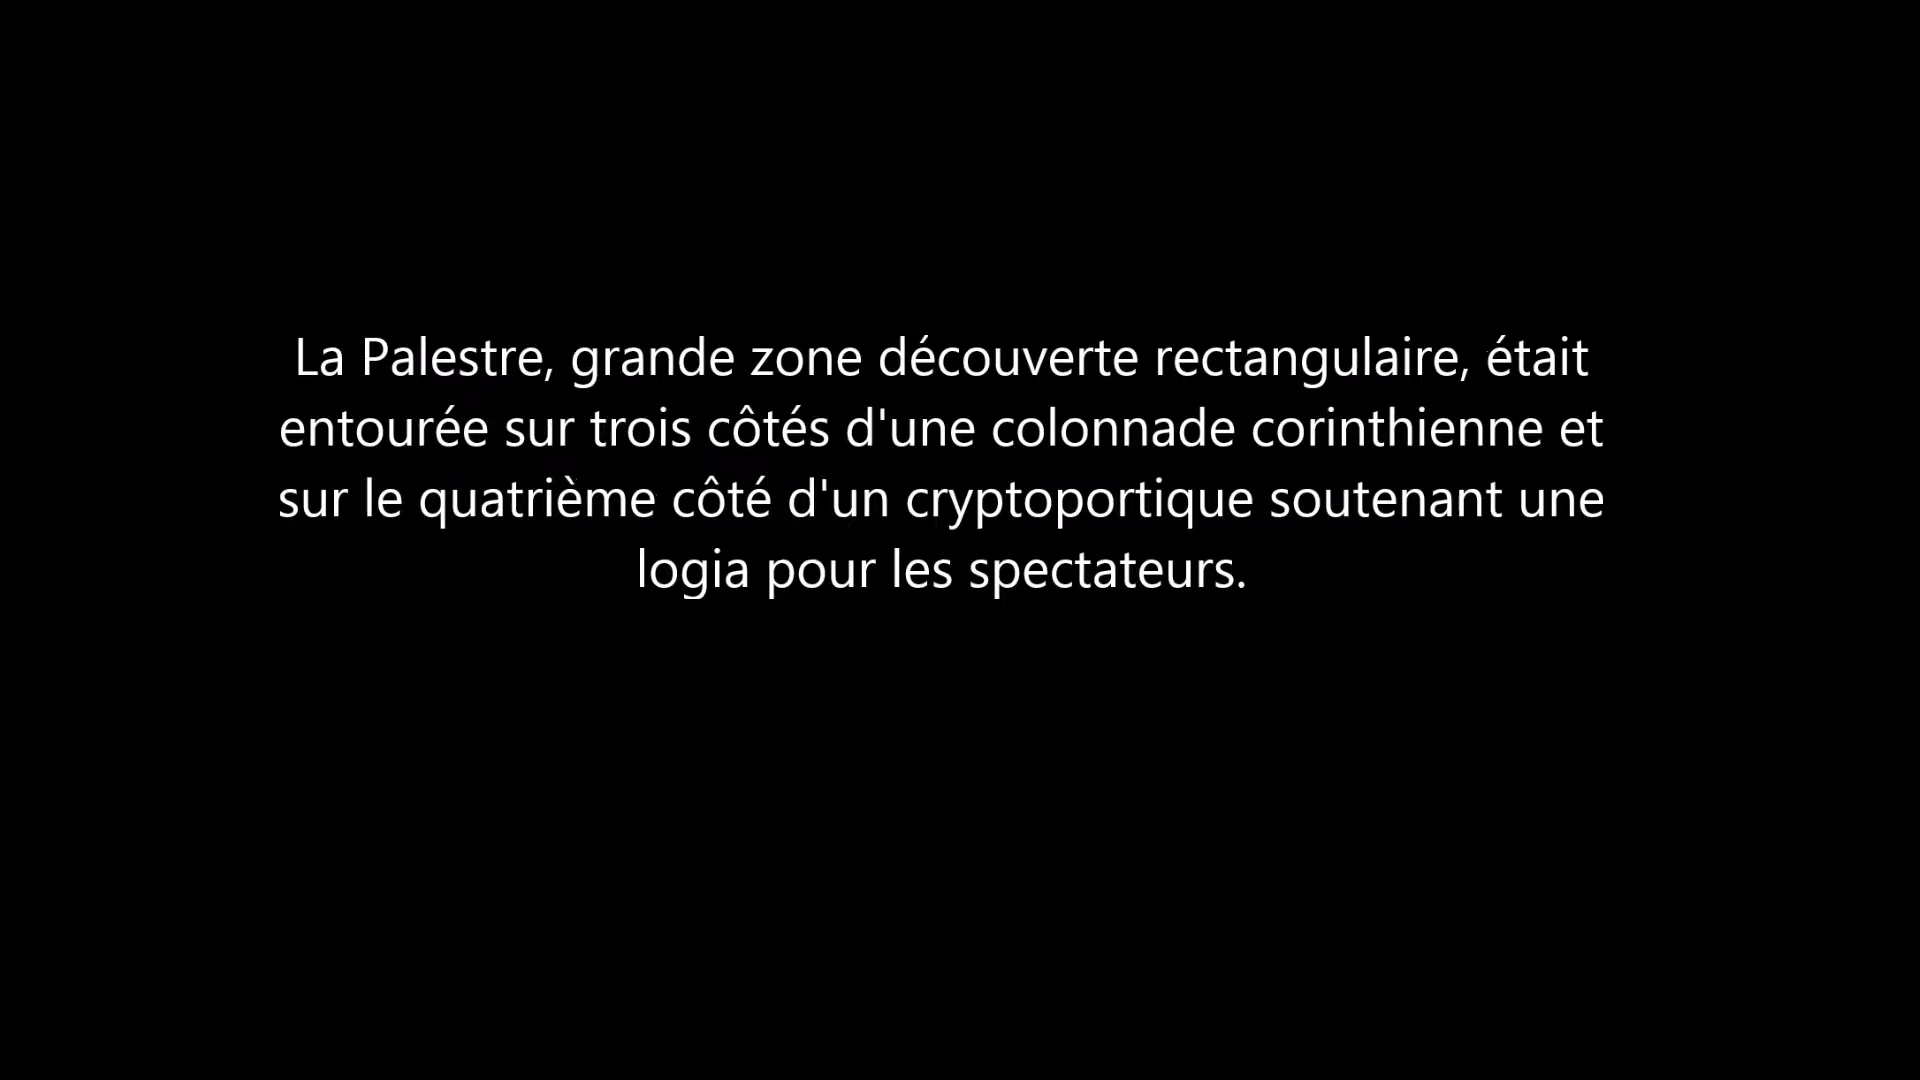 La Palestre, grande zone découverte rectangulaire, était
entourée sur trois côtés d'une colonnade corinthienne et
sur le quatrième côté d'un cryptoportique soutenant une
logia pour les spectateurs.